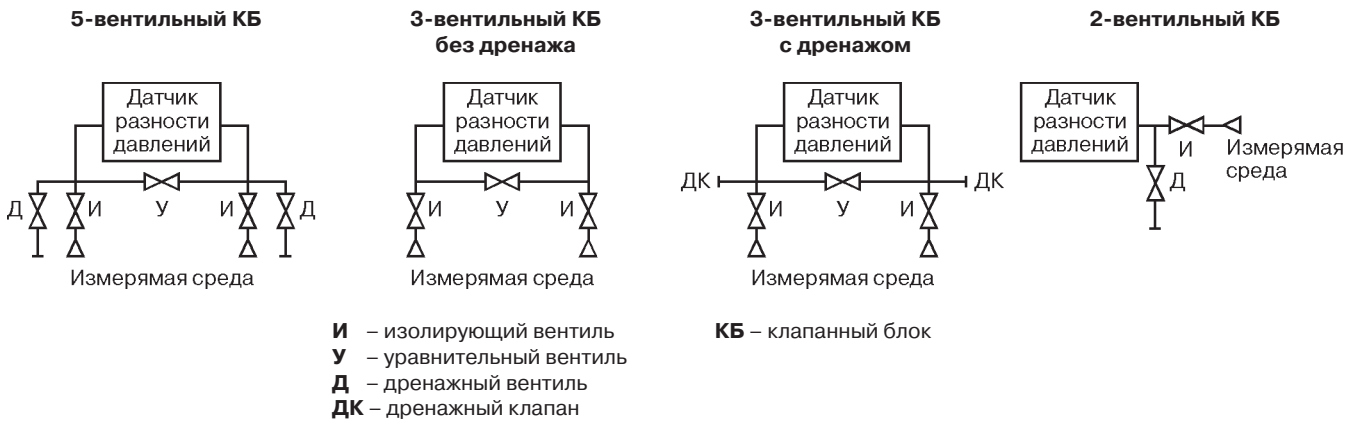 5-вентильный КБ
3-вентильный КБ
без дренажа
3-вентильный КБ
с дренажом
2-вентильный КБ
Датчик
разности
давлений
Д
И
У
И
Д
Измерямая среда
Датчик
разности
давлений
И
У
И
Измерямая среда
Датчик
разности
давлений
ДК
ДК
И
У
И
Измерямая среда
Датчик
разности
давлений
И
Измерямая
среда
Д
И – изолирующий вентиль
У – уравнительный вентиль
Д – дренажный вентиль
ДК – дренажный клапан
КБ – клапанный блок